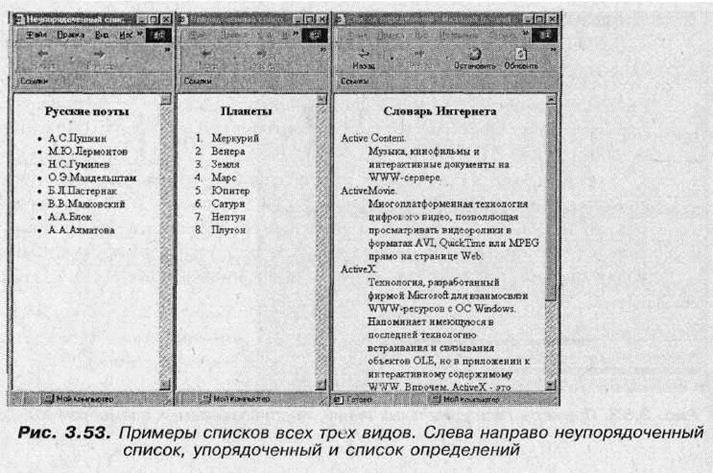 Неупорядоченный спис
Файл Правка Вид Изб
Ссылки
Русские поэты
• А.С.Пушкин
• М.Ю.Лермонтов
• Н.С.Гумилев
• О.Э.Мандельштам
• Б.Л.Пастернак
• В.В.Маяковский
• А.А.Блок
• А.А.Ахматова
Мой компьютер
Ссылки
Планеты
1. Меркурий
2. Венера
3. Земля
4. Марс
5. Юпитер
6. Сатурн
7. Нептун
8. Плутон
Мой компьютер
Список определений - Microsoft Internet
Назад Остановить Обновить
Ссылки
Словарь Интернета
Active Content.
Музыка, кинофильмы и
интерактивные документы на
WWW-сервере.
ActiveMovie.
Многоплатформенная технология
цифрового видео, позволяющая
просматривать видеоролики в
форматах AVI, QuickTime или MPEG
прямо на странице Web.
ActiveX.
Технология, разработанный
фирмой Microsoft для взаимосвязи
WWW-ресурсов с ОС Windows.
Напоминает имеющуюся в
последней технологию
встраивания и связывания
объектов OLE, но в приложении к
интерактивному содержимому
WWW. Впрочем, ActiveX - это
Готово Мой компьютер
Рис. 3.53. Примеры списков всех трех видов. Слева направо неупорядоченный
список, упорядоченный и список определений